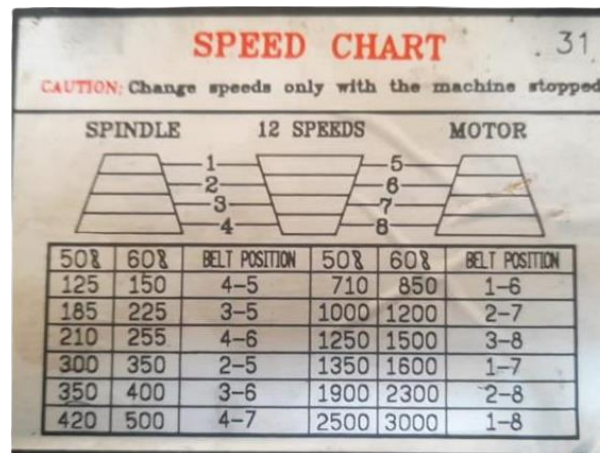 SPEED CHART
31
CAUTION: Change speeds only with the machine stopped
SPINDLE 12 SPEEDS MOTOR
1 5
2 6
3 7
4 8
50㎐ 60㎐ BELT POSITION 50㎐ 60㎐ BELT POSITION
125 150 4-5 710 850 1-6
185 225 3-5 1000 1200 2-7
210 255 4-6 1250 1500 3-8
300 350 2-5 1350 1600 1-7
350 400 3-6 1900 2300 2-8
420 500 4-7 2500 3000 1-8